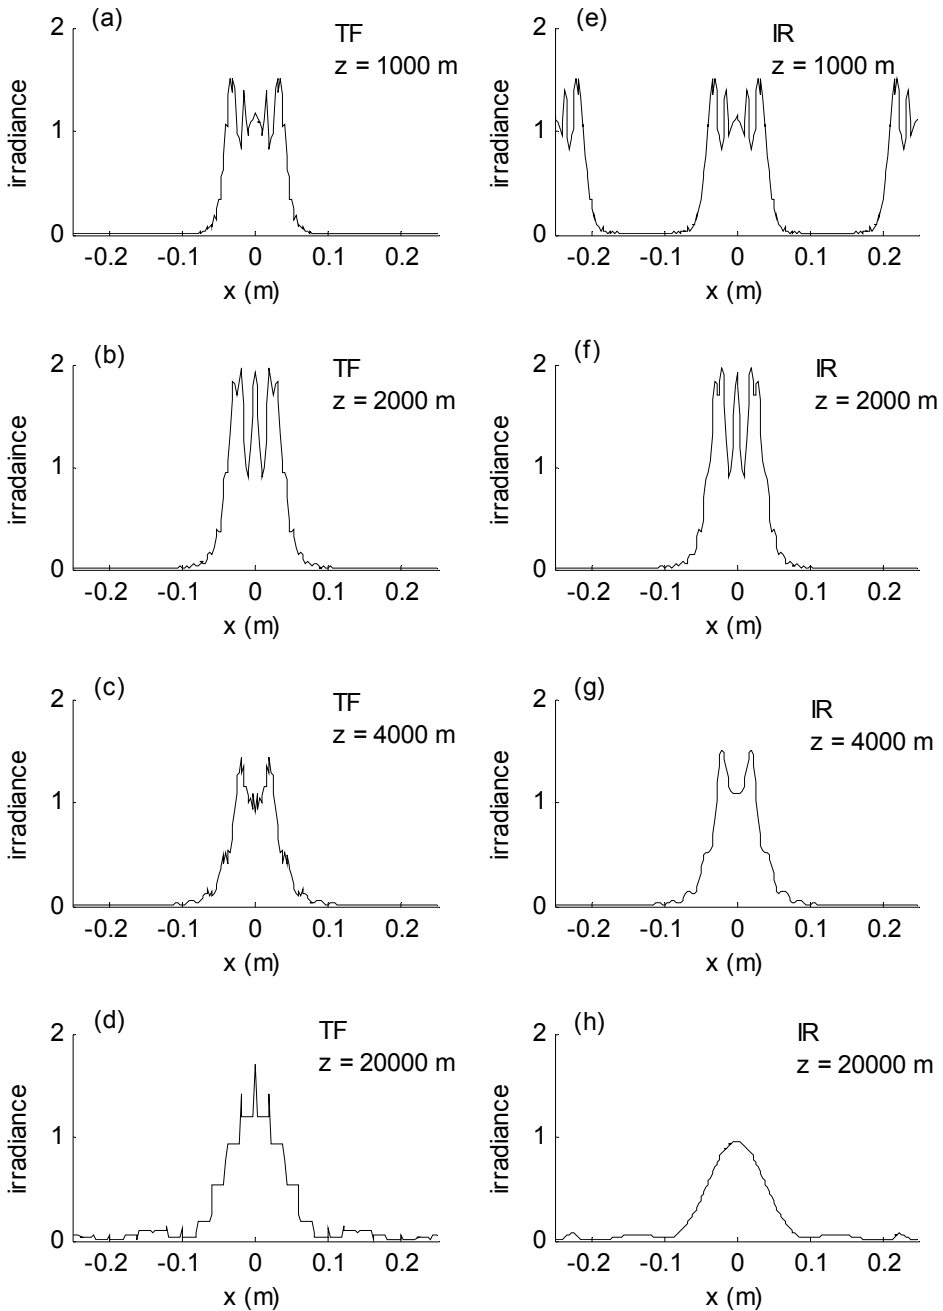 (a)
TF
z = 1000 m
2
1
0
irradiance
-0.2 -0.1 0 0.1 0.2
x (m)
(e)
IR
z = 1000 m
2
1
0
irradiance
-0.2 -0.1 0 0.1 0.2
x (m)
(b)
TF
z = 2000 m
2
1
0
irradaince
-0.2 -0.1 0 0.1 0.2
x (m)
(f)
IR
z = 2000 m
2
1
0
irradiance
-0.2 -0.1 0 0.1 0.2
x (m)
(c)
TF
z = 4000 m
2
1
0
irradiance
-0.2 -0.1 0 0.1 0.2
x (m)
(g)
IR
z = 4000 m
2
1
0
irradiance
-0.2 -0.1 0 0.1 0.2
x (m)
(d)
TF
z = 20000 m
2
1
0
irradiance
-0.2 -0.1 0 0.1 0.2
x (m)
(h)
IR
z = 20000 m
2
1
0
irradiance
-0.2 -0.1 0 0.1 0.2
x (m)